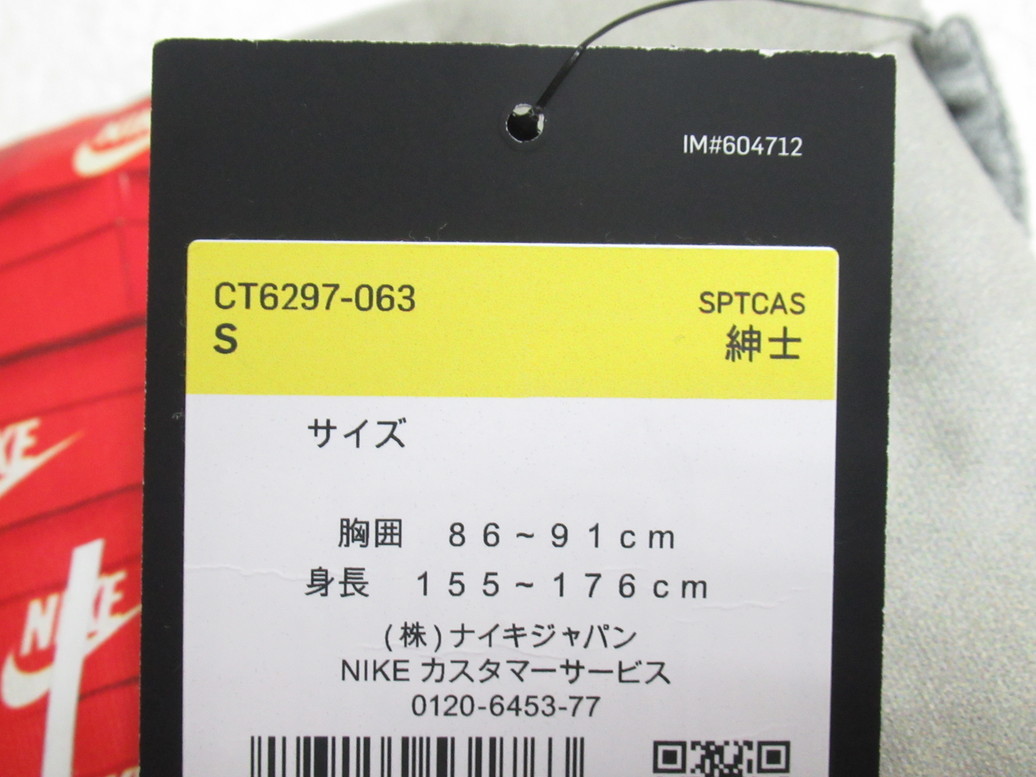 IM#604712
CT6297-063
SPTCAS
S
紳士
サイズ
胸囲 86~91cm
身長 155~176cm
(株)ナイキジャパン
NIKE カスタマーサービス
0120-6453-77
NIKE